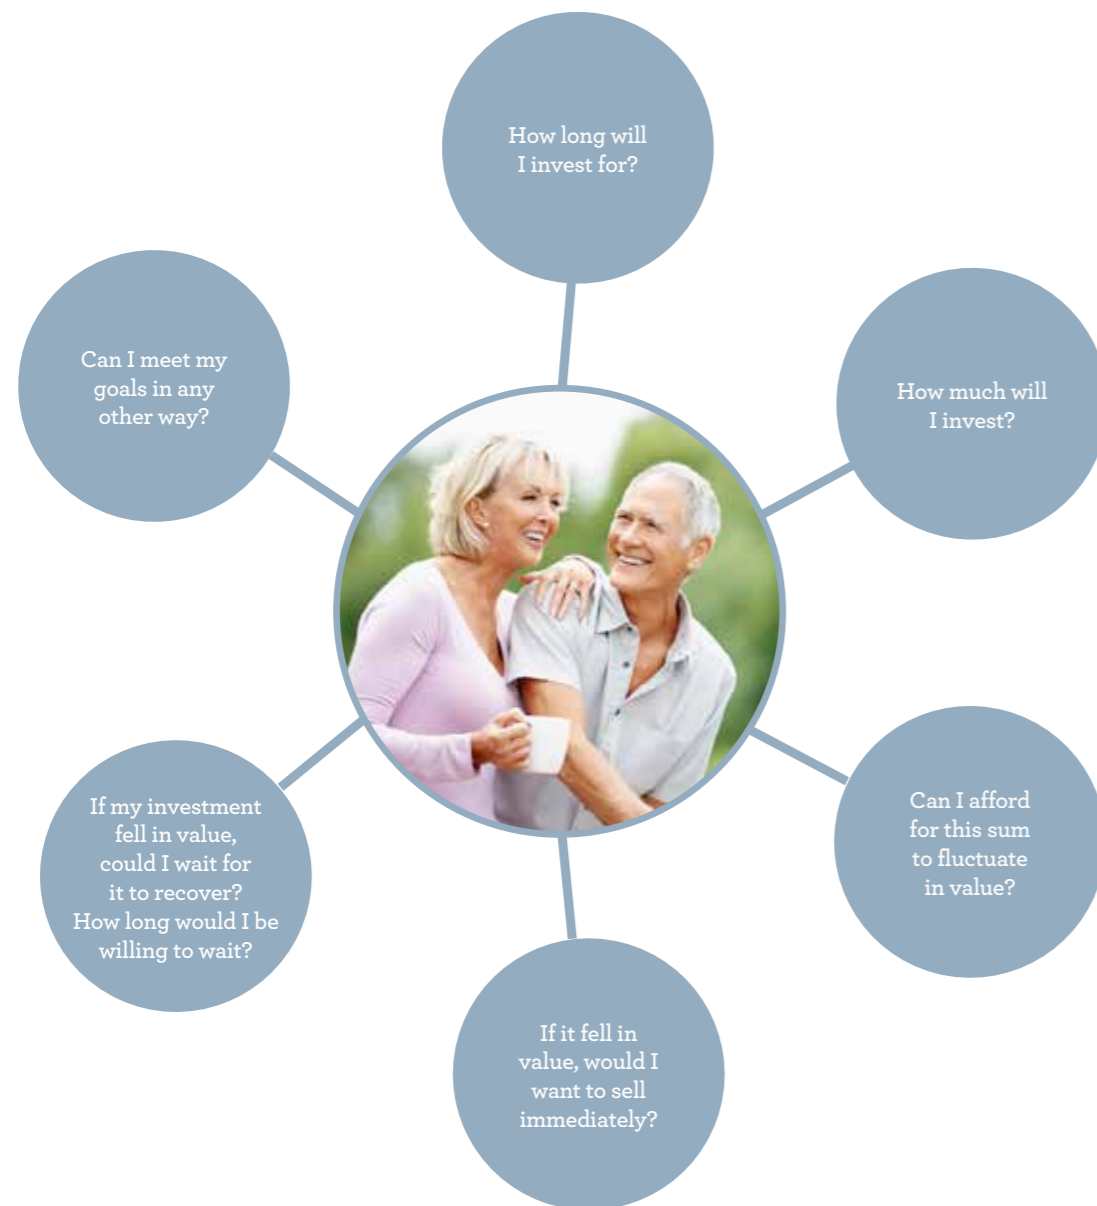 How long will
I invest for?
How much will
I invest?
Can I afford
for this sum
to fluctuate
in value?
If it fell in
value, would I
want to sell
immediately?
If my investment
fell in value,
could I wait for
it to recover?
How long would I be
willing to wait?
Can I meet my
goals in any
other way?